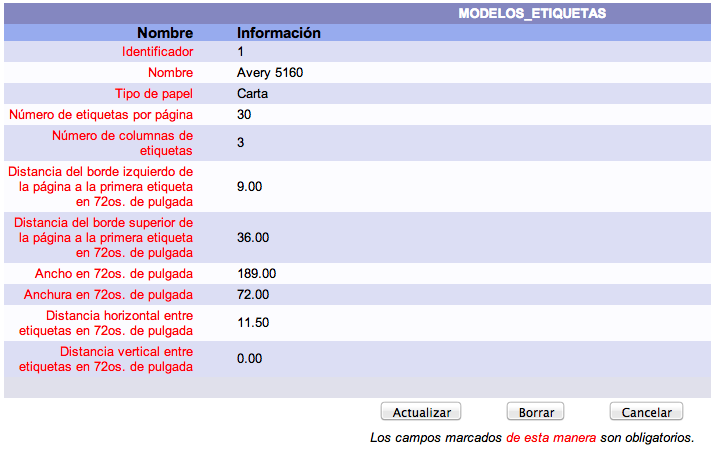 MODELOS_ETIQUETAS
Nombre Información
Identificador 1
Nombre Avery 5160
Tipo de papel Carta
Número de etiquetas por página 30
Número de columnas de
etiquetas 3
Distancia del borde izquierdo de
la página a la primera etiqueta 9.00
en 72os. de pulgada
Distancia del borde superior de
la página a la primera etiqueta 36.00
en 72os. de pulgada
Ancho en 72os. de pulgada 189.00
Anchura en 72os. de pulgada 72.00
Distancia horizontal entre
etiquetas en 72os. de pulgada 11.50
Distancia vertical entre
etiquetas en 72os. de pulgada 0.00
Actualizar Borrar Cancelar
Los campos marcados de esta manera son obligatorios.